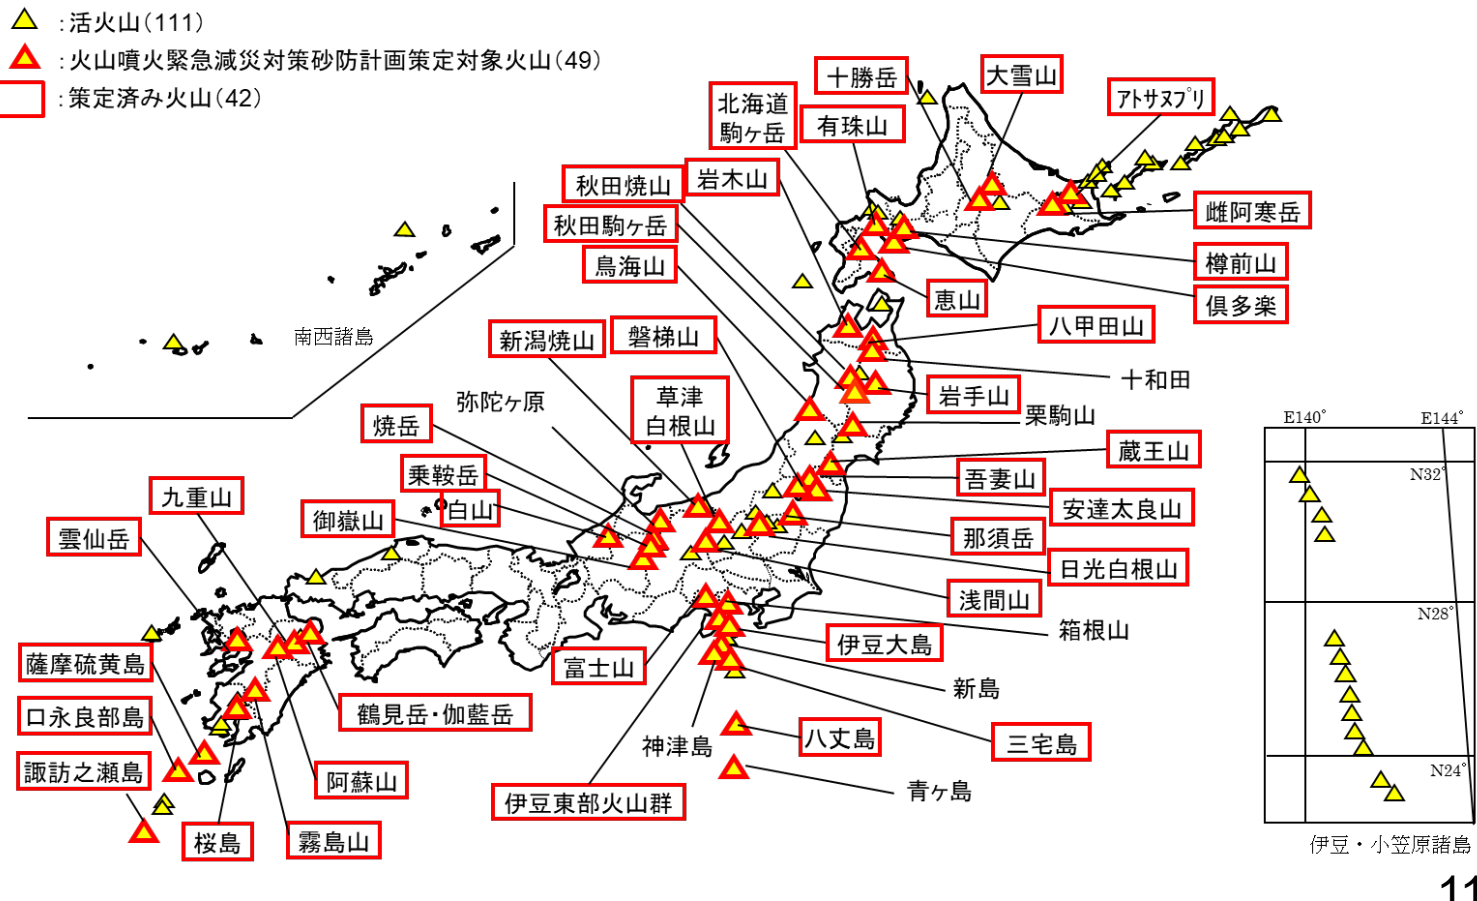 ：活火山（111）
：火山噴火緊急減災対策砂防計画策定対象火山（49）
：策定済み火山（42）
十勝岳
大雪山
アトサヌプリ
北海道
駒ヶ岳
有珠山
秋田焼山
岩木山
秋田駒ヶ岳
鳥海山
雌阿寒岳
樽前山
倶多楽
恵山
八甲田山
南西諸島
新潟焼山
磐梯山
十和田
岩手山
弥陀ヶ原
草津
白根山
栗駒山
焼岳
蔵王山
乗鞍岳
吾妻山
九重山
白山
安達太良山
御嶽山
雲仙岳
那須岳
日光白根山
浅間山
箱根山
伊豆大島
富士山
薩摩硫黄島
新島
口永良部島
鶴見岳・伽藍岳
神津島
八丈島
三宅島
諏訪之瀬島
阿蘇山
青ヶ島
伊豆東部火山群
桜島
霧島山
E140°
E144°
N32°
N28°
N24°
伊豆・小笠原諸島
11